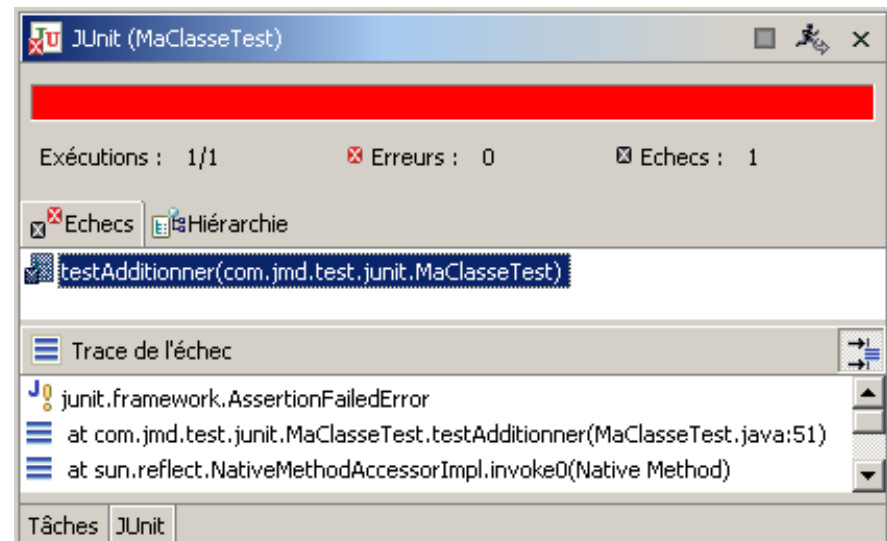 JUnit (MaClasseTest)
Exécutions : 1/1 Erreurs : 0 Echecs : 1
Echecs Hiérarchie
testAdditionner(com.jmd.test.junit.MaClasseTest)
Trace de l'échec
junit.framework.AssertionFailedError
at com.jmd.test.junit.MaClasseTest.testAdditionner(MaClasseTest.java:51)
at sun.reflect.NativeMethodAccessorImpl.invoke0(Native Method)
Tâches JUnit